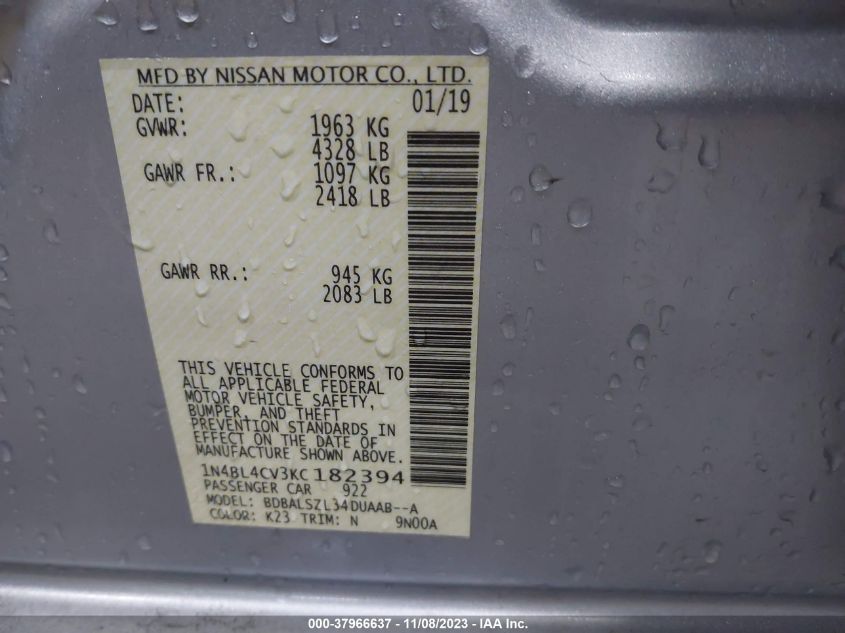 MFD BY NISSAN MOTOR CO., LTD.
DATE: 01/19
GVWR: 1963 KG
4328 LB
GAWR FR.: 1097 KG
2418 LB
GAWR RR.: 945 KG
2083 LB
THIS VEHICLE CONFORMS TO
ALL APPLICABLE FEDERAL
MOTOR VEHICLE SAFETY,
BUMPER, AND THEFT
PREVENTION STANDARDS IN
EFFECT ON THE DATE OF
MANUFACTURE SHOWN ABOVE.
1N4BL4CV3KC182394
PASSENGER CAR 922
MODEL: BDBALSZL34DUAAB--A
COLOR: K23 TRIM: N 9N00A
000-37966637 - 11/08/2023 - IAA Inc.